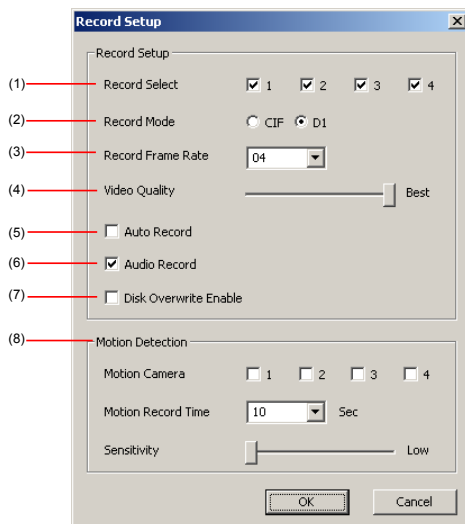 Record Setup
Record Setup
(1) Record Select 1 2 3 4
(2) Record Mode CIF D1
(3) Record Frame Rate 04
(4) Video Quality Best
(5) Auto Record
(6) Audio Record
(7) Disk Overwrite Enable
(8) Motion Detection
Motion Camera 1 2 3 4
Motion Record Time 10 Sec
Sensitivity Low
OK Cancel